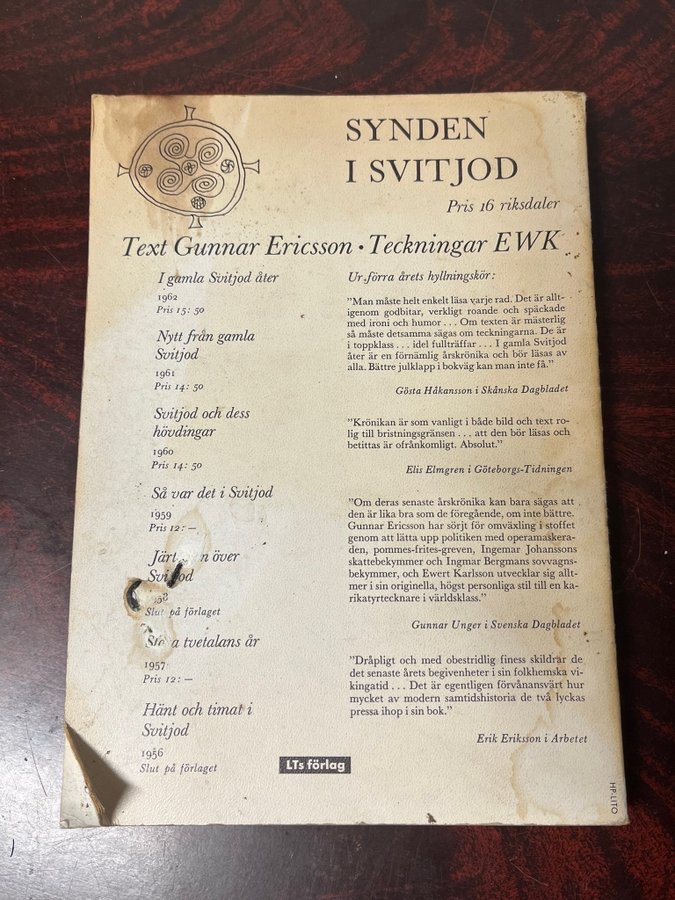 SYNDEN
I SVITJOD
Pris 16 riksdaler
Text Gunnar Ericsson • Teckningar EWK
I gamla Svitjod åter
1962
Pris 15: 50
Nytt från gamla
Svitjod
1961
Pris 14: 50
Svitjod och dess
hövdingar
1960
Pris 14: 50
Så var det i Svitjod
1959
Pris 12: —
över
Slut på förlaget
tvetalans år
1957
Pris 12: —
Hänt och timat i
Svitjod
1956
Slut på förlaget
Ur förra årets hyllningskör:
”Man måste helt enkelt läsa varje rad. Det är allt-
igenom godbitar, verkligt roande och späckade
med ironi och humor . . . Om texten är mästerlig
så måste detsamma sägas om teckningarna. De är
i toppklass . . . idel fullträffar . . . I gamla Svitjod
åter är en förnämlig årskrönika och bör läsas av
alla. Bättre julklapp i bokväg kan man inte få.”
Gösta Håkansson i Skånska Dagbladet
”Krönikan är som vanligt i både bild och text ro-
lig till bristningsgränsen . . . att den bör läsas och
betittas är ofrånkomligt. Absolut.”
Elis Elmgren i Göteborgs-Tidningen
”Om deras senaste årskrönika kan bara sägas att
den är lika bra som de föregående, om inte bättre.
Gunnar Ericsson har sörjt för omväxling i stoffet
genom att lätta upp politiken med operamaskera-
den, pommes-frites-greven, Ingemar Johanssons
skattebekymmer och Ingmar Bergmans sovvagns-
bekymmer, och Ewert Karlsson utvecklar sig allt-
mer i sin originella, högst personliga stil till en ka-
rikatyrtecknare i världsklass.”
Gunnar Unger i Svenska Dagbladet
”Dråpligt och med obestridlig finess skildrar de
det senaste årets begivenheter i sin folkhemska vi-
kingatid . . . Det är egentligen förvånansvärt hur
mycket av modern samtidshistoria de två lyckas
pressa ihop i sin bok.”
Erik Eriksson i Arbetet
LTs förlag
HP:LITO